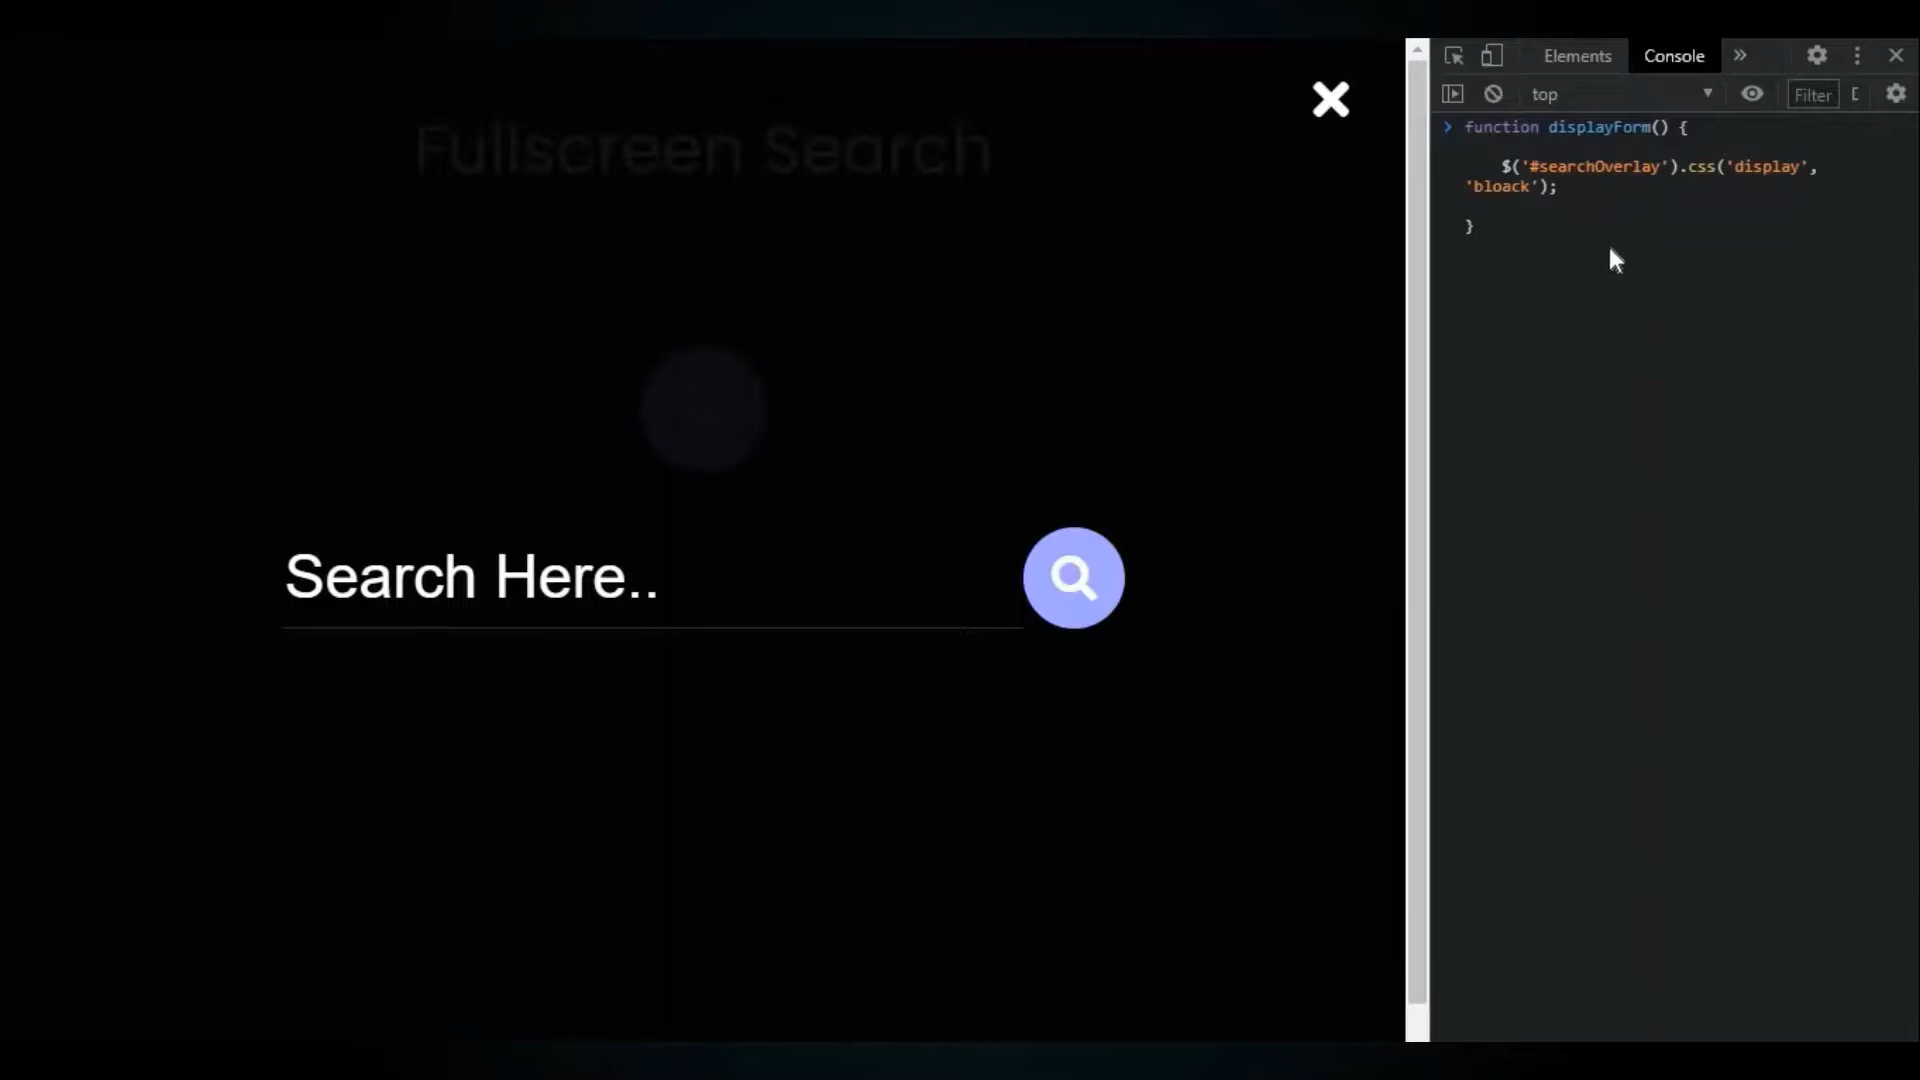 Fullscreen Search
Search Here..
Elements
Console
top
Filter
function displayForm() {
$('#searchOverlay').css('display',
'bloack');
}